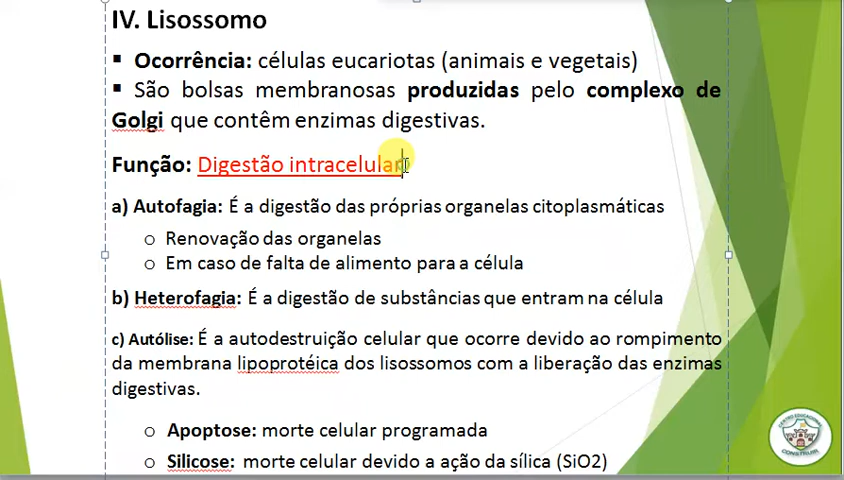 IV. Lisossomo
▪ Ocorrência: células eucariotas (animais e vegetais)
▪ São bolsas membranosas produzidas pelo complexo de
Golgi que contêm enzimas digestivas.
Função: Digestão intracelular
a) Autofagia: É a digestão das próprias organelas citoplasmáticas
o Renovação das organelas
o Em caso de falta de alimento para a célula
b) Heterofagia: É a digestão de substâncias que entram na célula
c) Autólise: É a autodestruição celular que ocorre devido ao rompimento
da membrana lipoprotéica dos lisossomos com a liberação das enzimas
digestivas.
o Apoptose: morte celular programada
o Silicose: morte celular devido a ação da sílica (SiO2)
CONSTRUIR